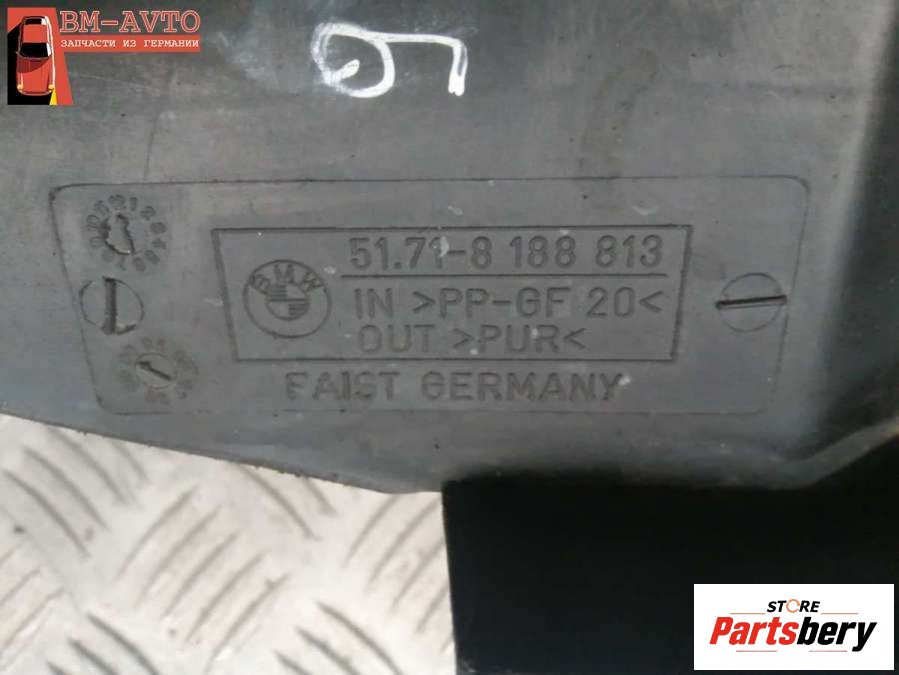 BM-AVTO
ЗАПЧАСТИ ИЗ ГЕРМАНИИ
51.71-8 188 813
BMW
IN >PP-GF 20<
OUT >PUR<
FAIST GERMANY
STORE
Partsbery